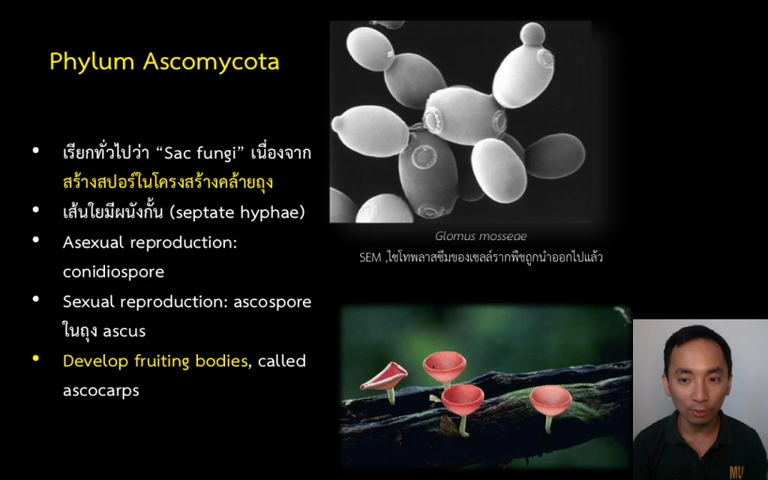 Phylum Ascomycota
เรียกทั่วไปว่า “Sac fungi” เนื่องจาก
สร้างสปอร์ในโครงสร้างคล้ายถุง
เส้นใยมีผนังกั้น (septate hyphae)
Asexual reproduction:
conidiospore
Sexual reproduction: ascospore
ในถุง ascus
Develop fruiting bodies, called
ascocarps
Glomus mosseae
SEM ,ไซโทพลาสซึมของเซลล์รากพืชถูกนำออกไปแล้ว
MU